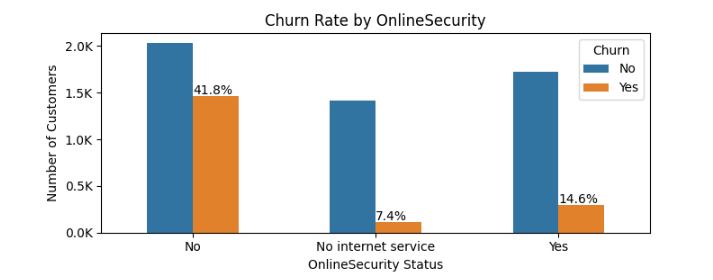 Churn Rate by OnlineSecurity
Number of Customers
2.0K
1.5K
1.0K
0.5K
0.0K
Churn
No
Yes
41.8%
7.4%
14.6%
No
No internet service
Yes
OnlineSecurity Status